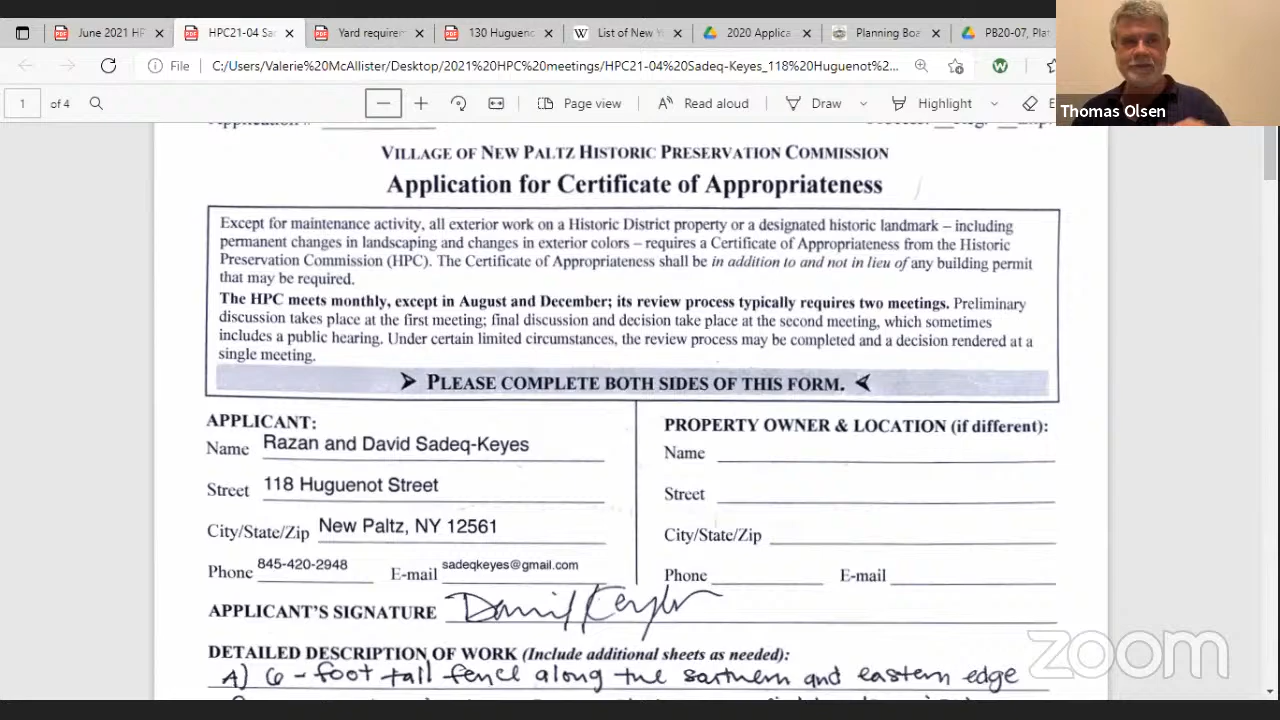 June 2021 HP
HPC21-04 Sa
Yard requirem
130 Huguenc
List of New Y
2020 Applica
Planning Boa
PB20-07, Pla
File
C:/Users/Valerie%20McAllister/Desktop/2021%20HPC%20meetings/HPC21-04%20Sadeq-Keyes_118%20Huguenot%2...
1 of 4
Page view
Read aloud
Draw
Highlight
Thomas Olsen
VILLAGE OF NEW PALTZ HISTORIC PRESERVATION COMMISSION
Application for Certificate of Appropriateness
Except for maintenance activity, all exterior work on a Historic District property or a designated historic landmark – including
permanent changes in landscaping and changes in exterior colors – requires a Certificate of Appropriateness from the Historic
Preservation Commission (HPC). The Certificate of Appropriateness shall be in addition to and not in lieu of any building permit
that may be required.
The HPC meets monthly, except in August and December; its review process typically requires two meetings. Preliminary
discussion takes place at the first meeting; final discussion and decision take place at the second meeting, which sometimes
includes a public hearing. Under certain limited circumstances, the review process may be completed and a decision rendered at a
single meeting.
PLEASE COMPLETE BOTH SIDES OF THIS FORM.
APPLICANT:
Name Razan and David Sadeq-Keyes
Street 118 Huguenot Street
City/State/Zip New Paltz, NY 12561
Phone 845-420-2948 E-mail sadeqkeyes@gmail.com
PROPERTY OWNER & LOCATION (if different):
Name
Street
City/State/Zip
Phone E-mail
APPLICANT'S SIGNATURE
DETAILED DESCRIPTION OF WORK (Include additional sheets as needed):
A) 6-foot tall fence along the and eastern edge
zoom